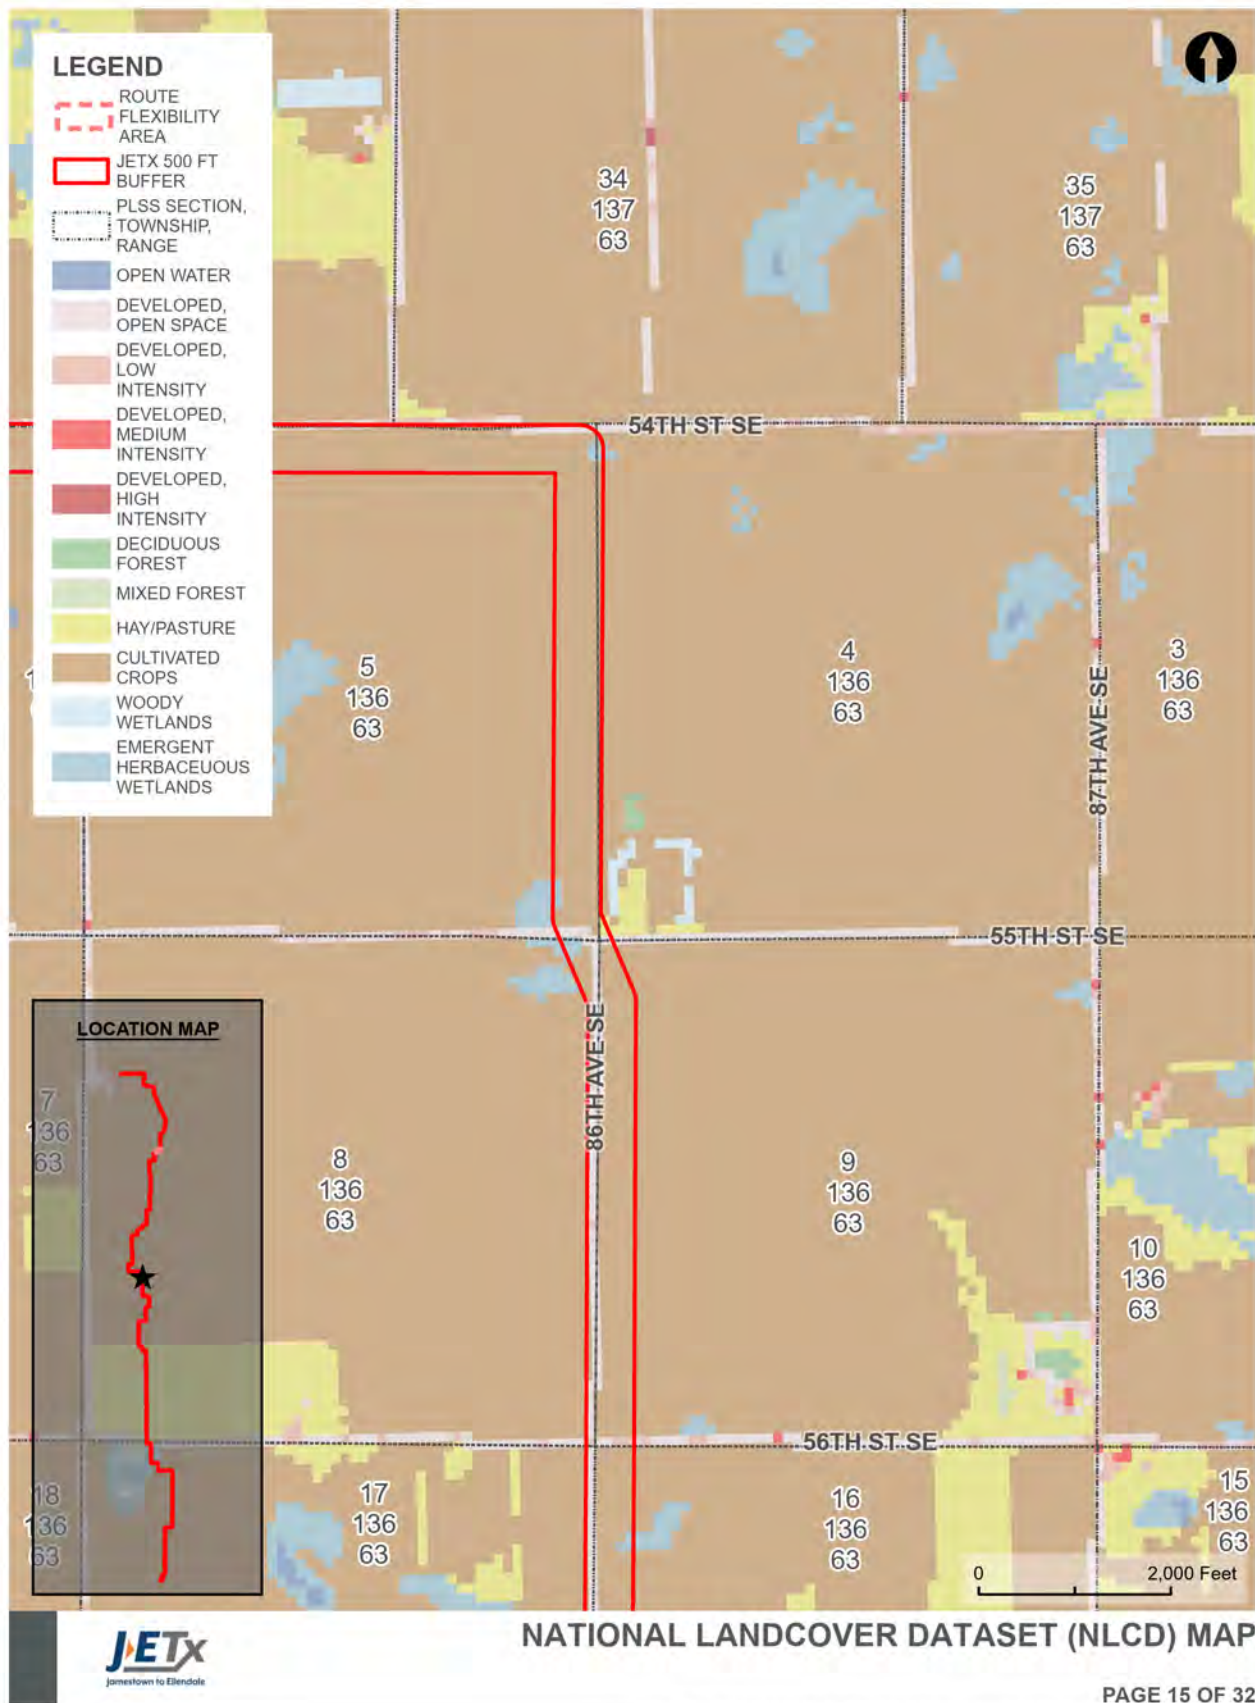 LEGEND
ROUTE
FLEXIBILITY
AREA
JETX 500 FT
BUFFER
PLSS SECTION,
TOWNSHIP,
RANGE
OPEN WATER
DEVELOPED,
OPEN SPACE
DEVELOPED,
LOW
INTENSITY
DEVELOPED,
MEDIUM
INTENSITY
DEVELOPED,
HIGH
INTENSITY
DECIDUOUS
FOREST
MIXED FOREST
HAY/PASTURE
CULTIVATED
CROPS
WOODY
WETLANDS
EMERGENT
HERBACEUOUS
WETLANDS
34
137
63
35
137
63
54TH ST SE
5
136
63
4
136
63
3
136
63
87TH AVE SE
55TH ST SE
LOCATION MAP
86TH AVE SE
7
136
63
8
136
63
9
136
63
10
136
63
56TH ST SE
18
136
63
17
136
63
16
136
63
15
136
63
0 2,000 Feet
JETx
Jamestown to Ellendale
NATIONAL LANDCOVER DATASET (NLCD) MAP
PAGE 15 OF 32